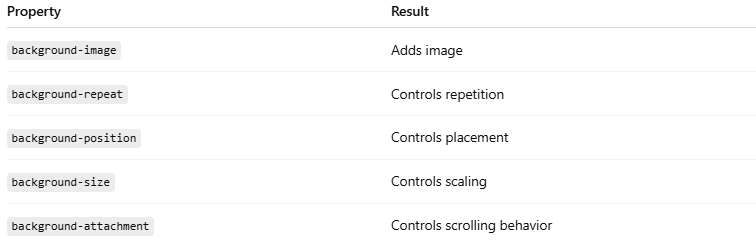 Property Result
background-image Adds image
background-repeat Controls repetition
background-position Controls placement
background-size Controls scaling
background-attachment Controls scrolling behavior